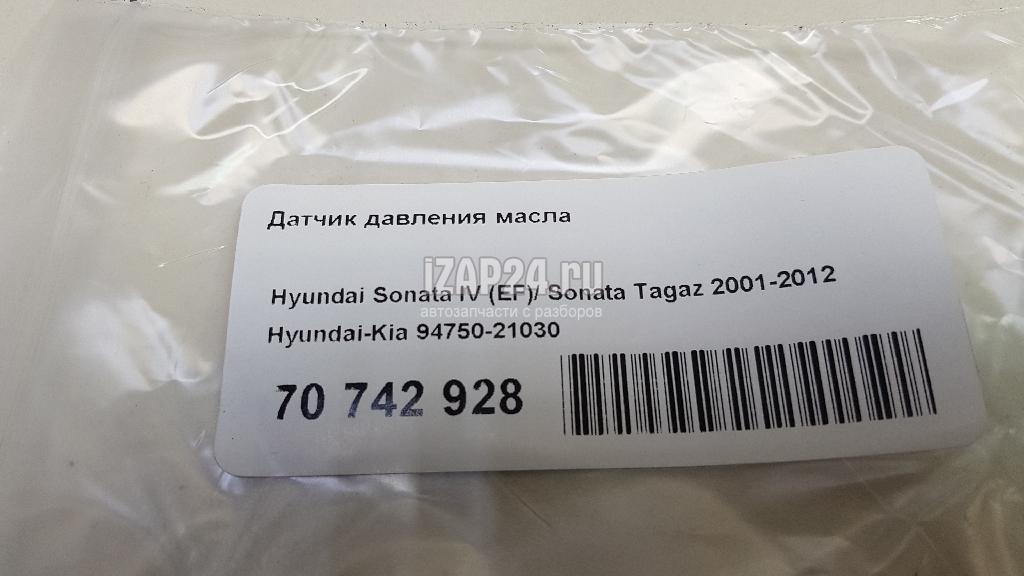 Датчик давления масла
iZAP24.ru
Hyundai Sonata IV (EF)/ Sonata Tagaz 2001-2012
автозапчасти с разборов
Hyundai-Kia 94750-21030
70 742 928